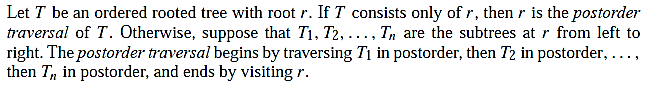 Let T be an ordered rooted tree with root r. If T consists only of r, then r is the postorder
traversal of T. Otherwise, suppose that T₁, T₂, . . . , Tₙ are the subtrees at r from left to
right. The postorder traversal begins by traversing T₁ in postorder, then T₂ in postorder, . . . ,
then Tₙ in postorder, and ends by visiting r.